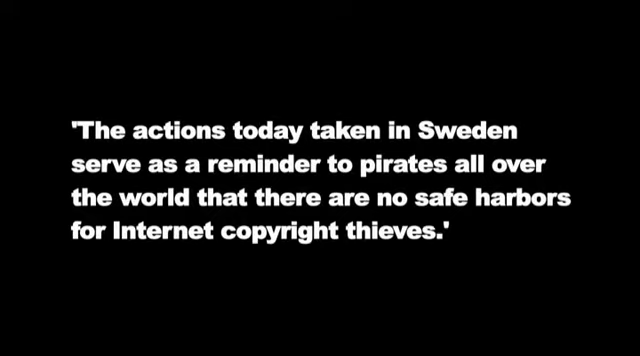 'The actions today taken in Sweden
serve as a reminder to pirates all over
the world that there are no safe harbors
for Internet copyright thieves.'